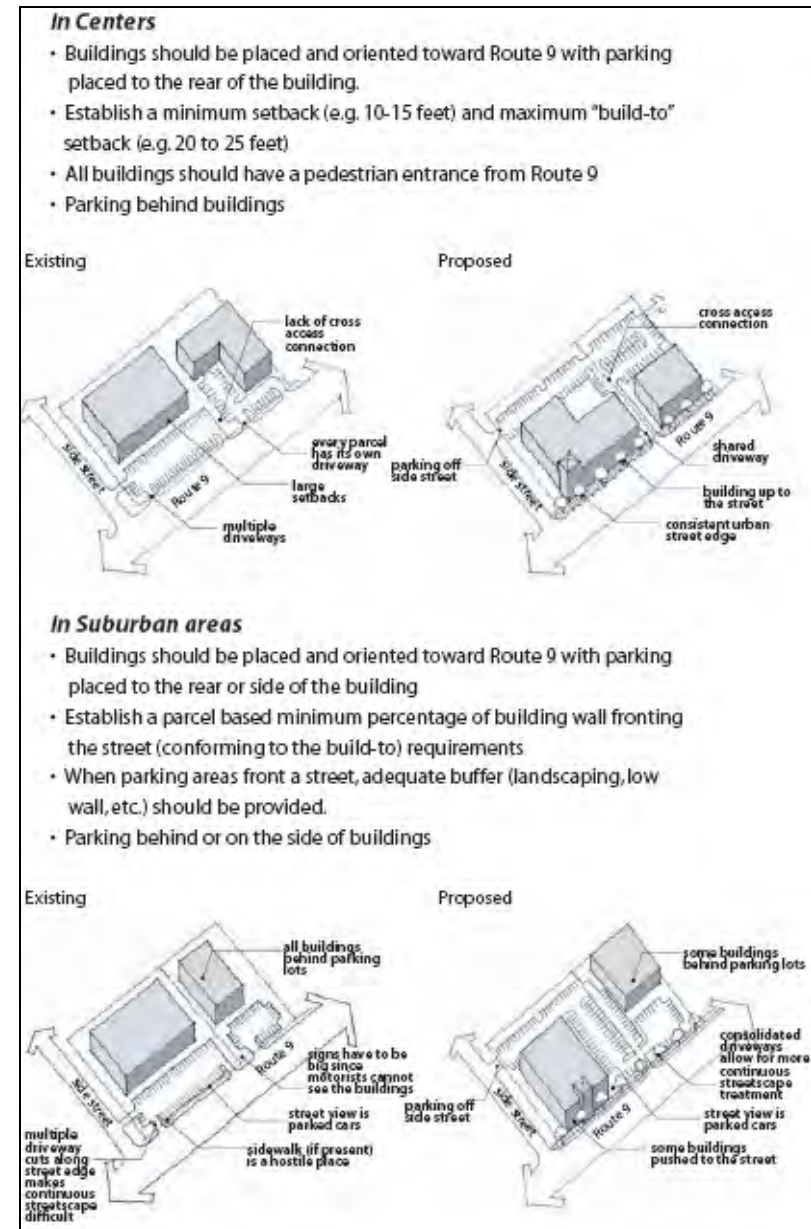 In Centers
• Buildings should be placed and oriented toward Route 9 with parking
placed to the rear of the building.
• Establish a minimum setback (e.g. 10-15 feet) and maximum “build-to”
setback (e.g. 20 to 25 feet)
• All buildings should have a pedestrian entrance from Route 9
• Parking behind buildings
Existing
lack of cross
access
connection
every parcel
has its own
driveway
large
setbacks
multiple
driveways
side street
Route 9
Proposed
cross access
connection
Route 9
shared
driveway
parking off
side street
side street
building up to
the street
consistent urban
street edge
In Suburban areas
• Buildings should be placed and oriented toward Route 9 with parking
placed to the rear or side of the building
• Establish a parcel based minimum percentage of building wall fronting
the street (conforming to the build-to) requirements
• When parking areas front a street, adequate buffer (landscaping, low
wall, etc.) should be provided.
• Parking behind or on the side of buildings
Existing
all buildings
behind parking
lots
signs have to be
big since
motorists cannot
see the buildings
Route 9
side street
street view is
parked cars
sidewalk (if present)
is a hostile place
multiple
driveway
cuts along
street edge
makes
continuous
streetscape
difficult
Proposed
some buildings
behind parking lots
consolidated
driveways
allow for more
continuous
streetscape
treatment
parking off
side street
side street
Route 9
street view is
parked cars
some buildings
pushed to the street